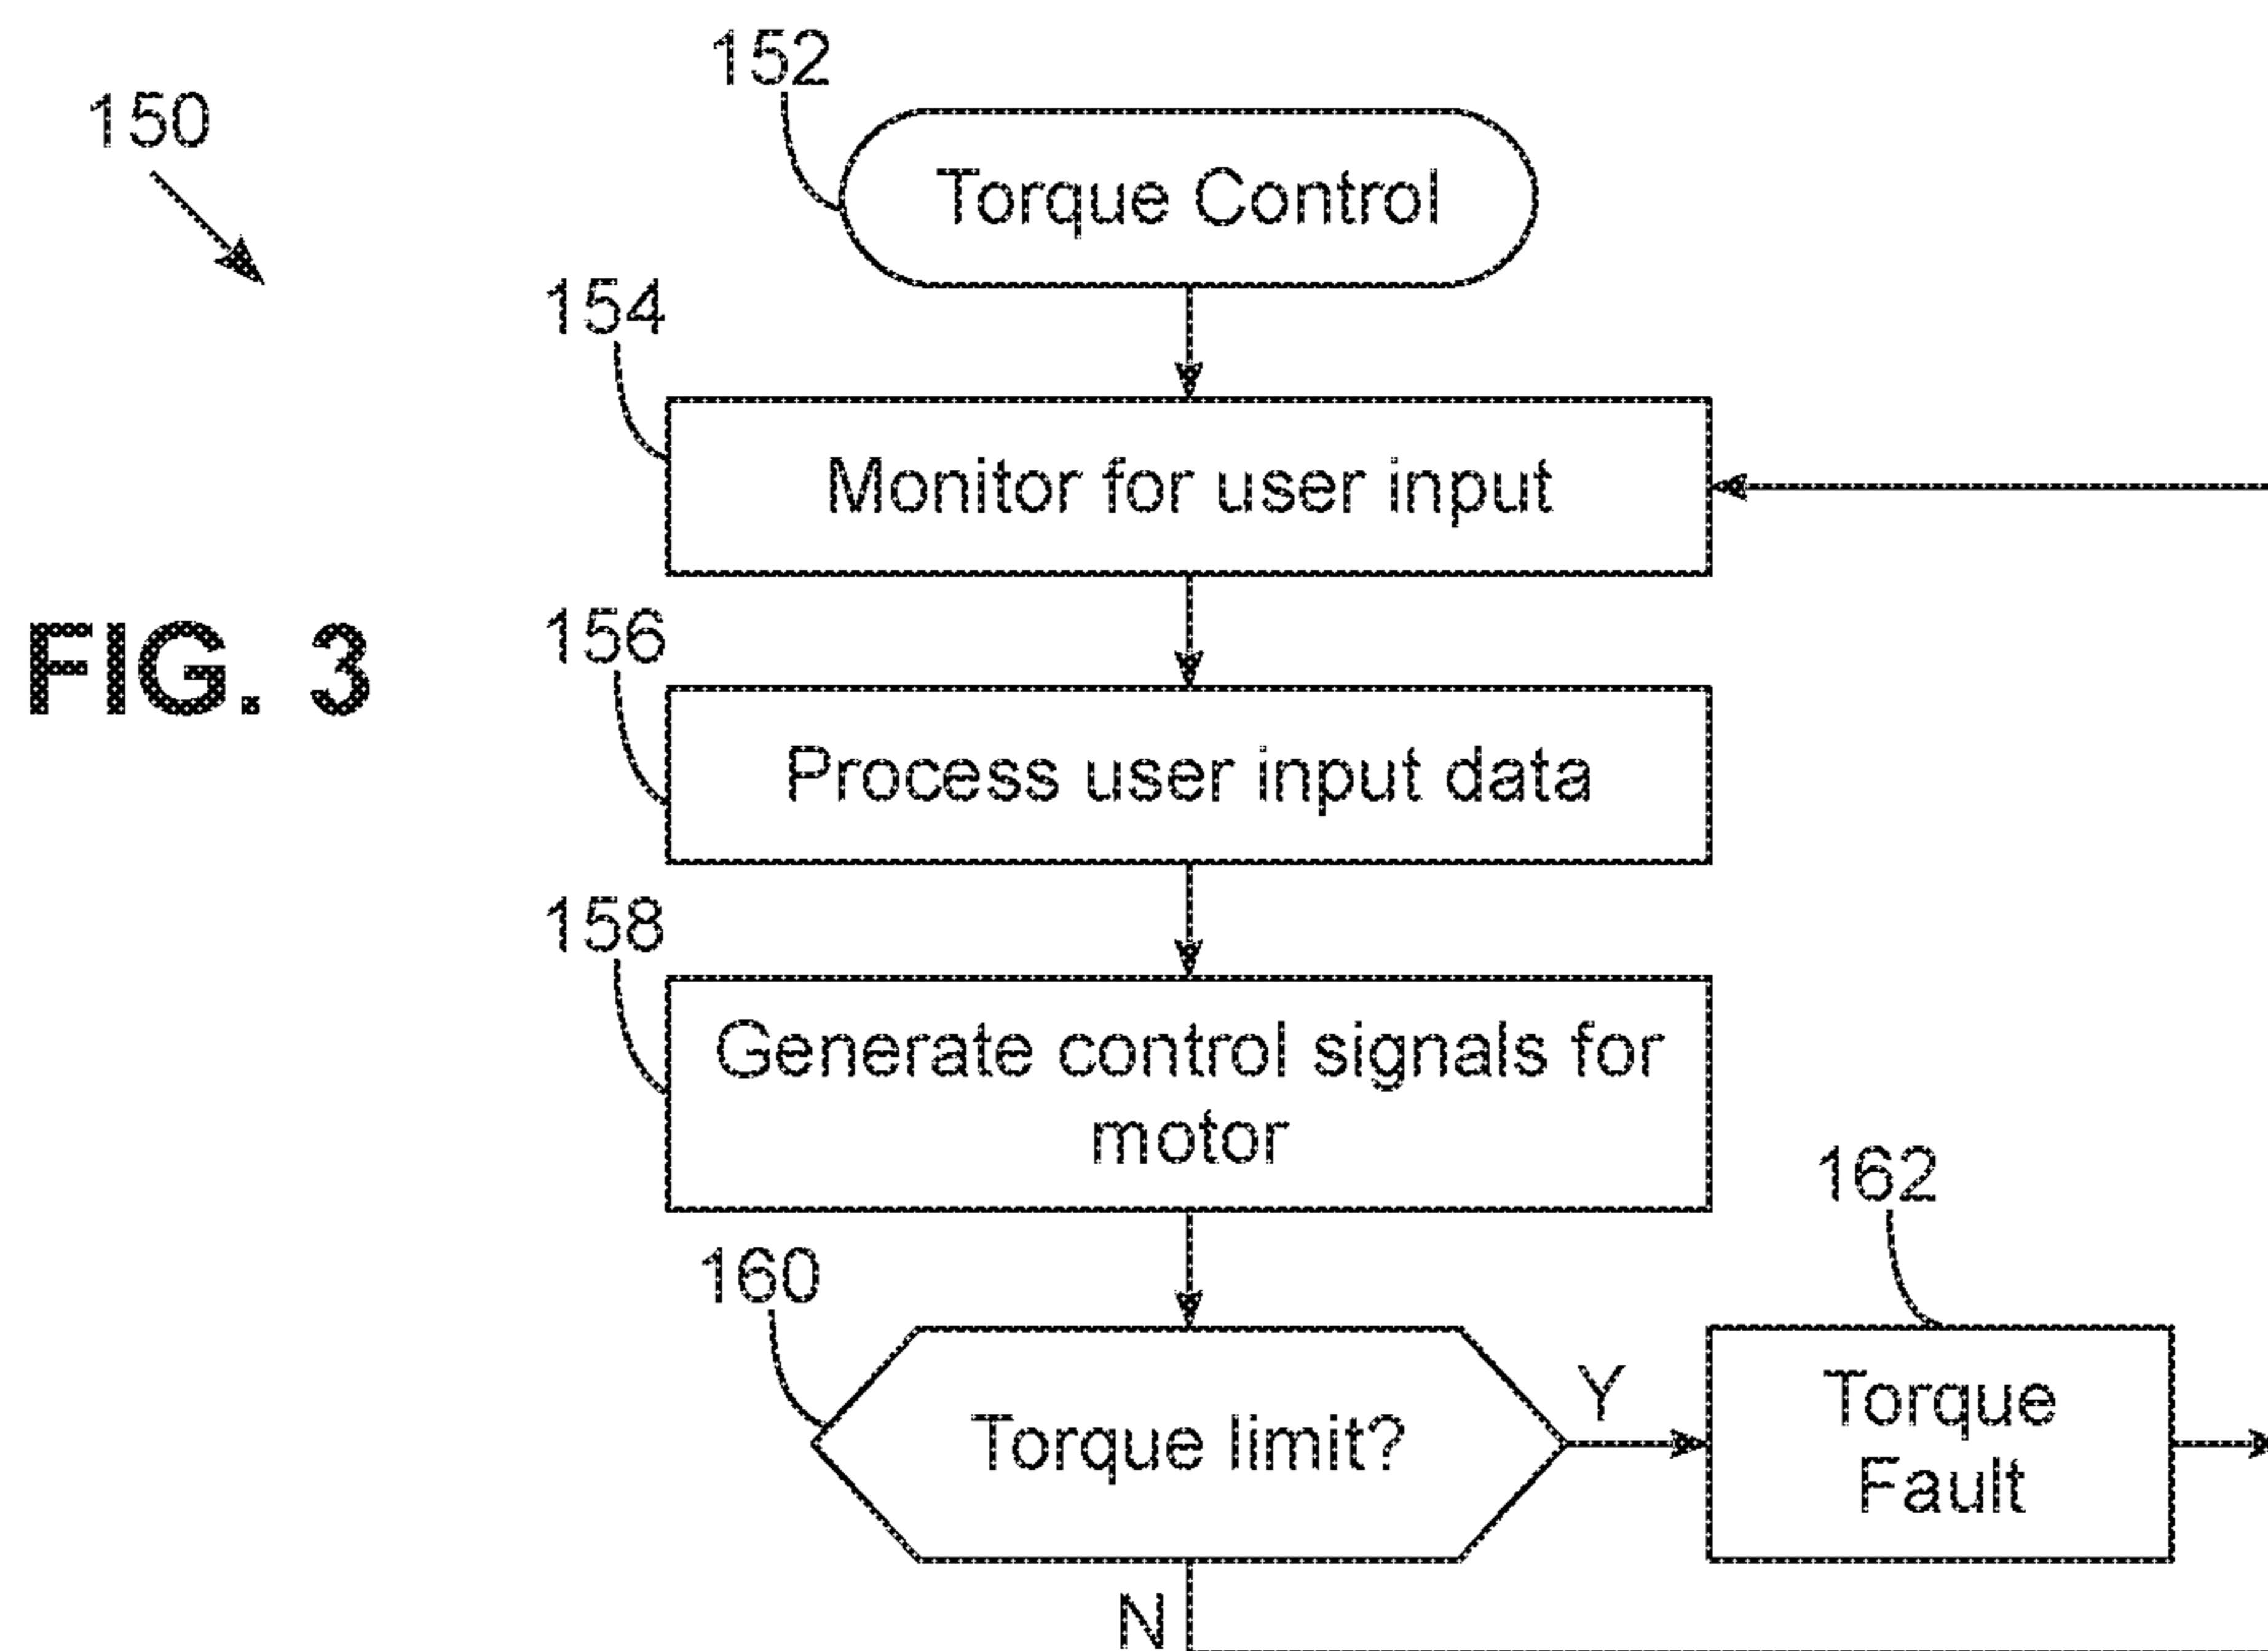 152
150
Torque Control
154
Monitor for user input
FIG. 3
156
Process user input data
158
Generate control signals for
motor
162
160
Torque limit?
Y
Torque
Fault
N